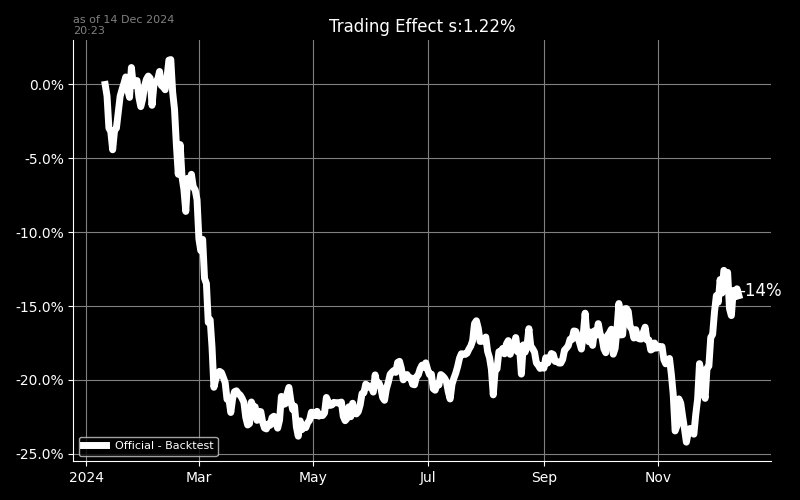 as of 14 Dec 2024
20:23
Trading Effect s:1.22%
0.0%
-5.0%
-10.0%
-15.0%
-20.0%
-25.0%
-14%
Official - Backtest
2024 Mar May Jul Sep Nov